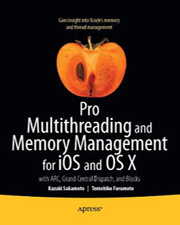 Gain insight into Xcode's memory
and thread management
Pro
Multithreading and
Memory Management
for iOS and OS X
with ARC, Grand Central Dispatch, and Blocks
Kazuki Sakamoto | Tomohiko Furumoto
Apress®